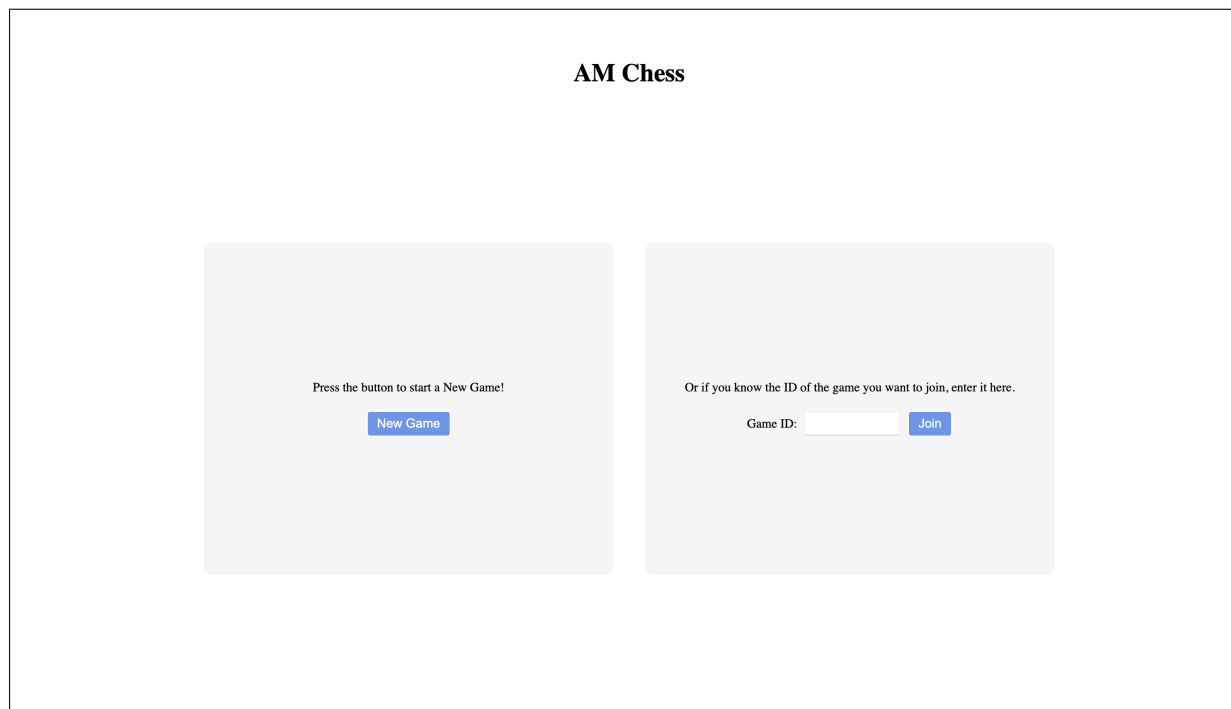 AM Chess
Press the button to start a New Game!
New Game
Or if you know the ID of the game you want to join, enter it here.
Game ID:
Join